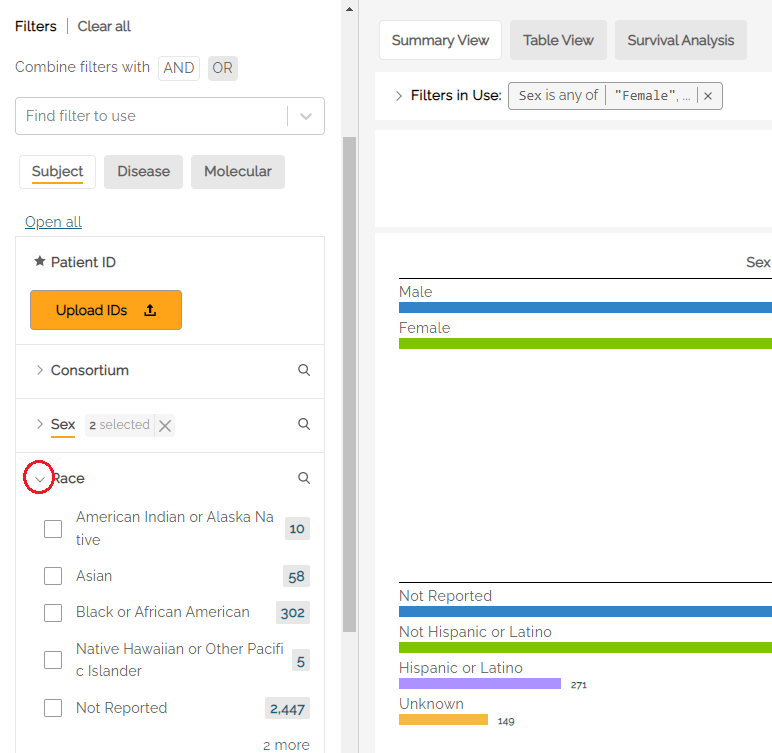 Filters | Clear all
Combine filters with AND OR
Find filter to use
Subject Disease Molecular
Open all
Patient ID
Upload IDs
Consortium
Sex 2 selected
Race
American Indian or Alaska Na
tive
10
Asian 58
Black or African American 302
Native Hawaiian or Other Pacifi
c Islander
5
Not Reported 2,447
2 more
Summary View Table View Survival Analysis
Filters in Use: Sex is any of "Female", ... ×
Sex
Male
Female
Not Reported
Not Hispanic or Latino
Hispanic or Latino
271
Unknown
149